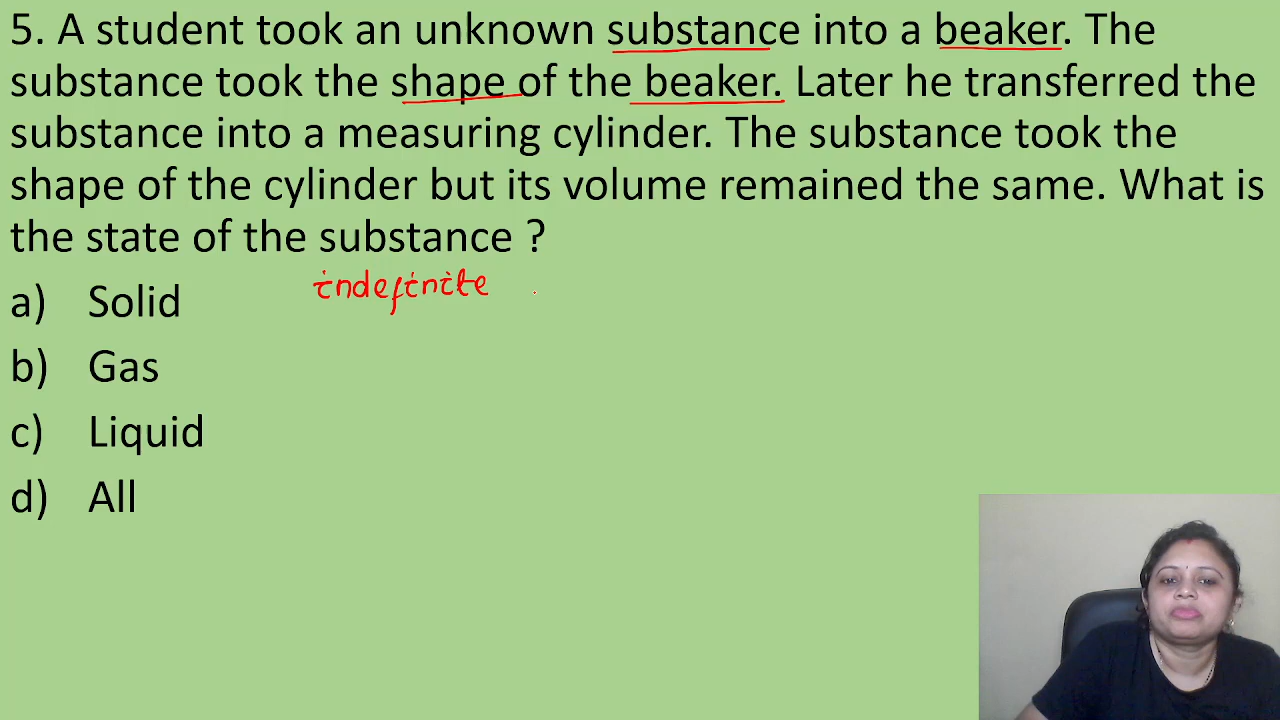 5. A student took an unknown substance into a beaker. The
substance took the shape of the beaker. Later he transferred the
substance into a measuring cylinder. The substance took the
shape of the cylinder but its volume remained the same. What is
the state of the substance ?
indefinite
a) Solid
b) Gas
c) Liquid
d) All